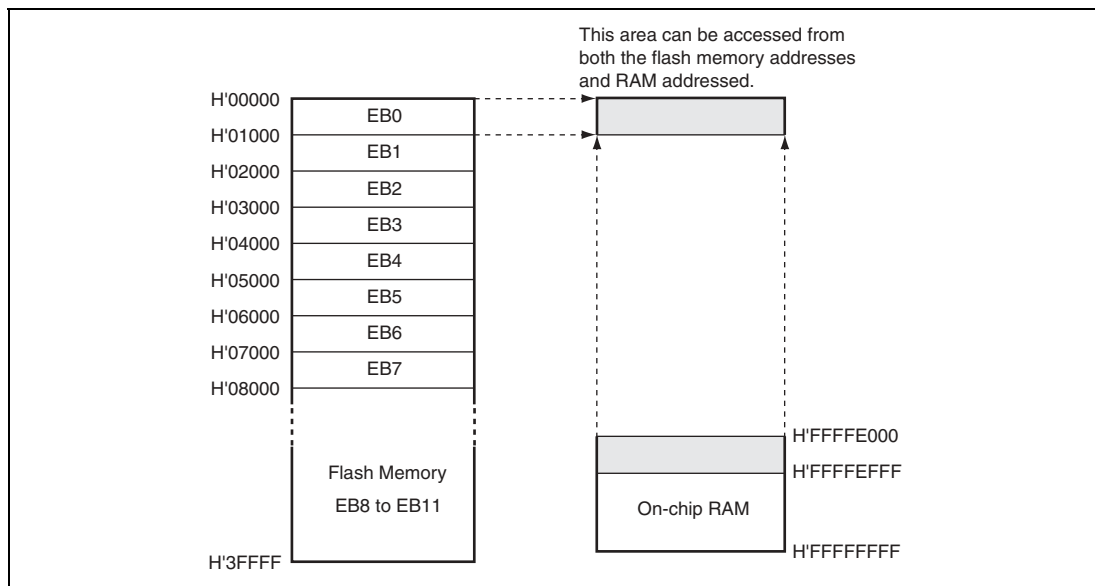 This area can be accessed from
both the flash memory addresses
and RAM addressed.
H'00000
EB0
H'01000
EB1
H'02000
EB2
H'03000
EB3
H'04000
EB4
H'05000
EB5
H'06000
EB6
H'07000
EB7
H'08000
H'FFFFE000
Flash Memory
H'FFFFEFFF
EB8 to EB11
On-chip RAM
H'3FFFF
H'FFFFFFFF